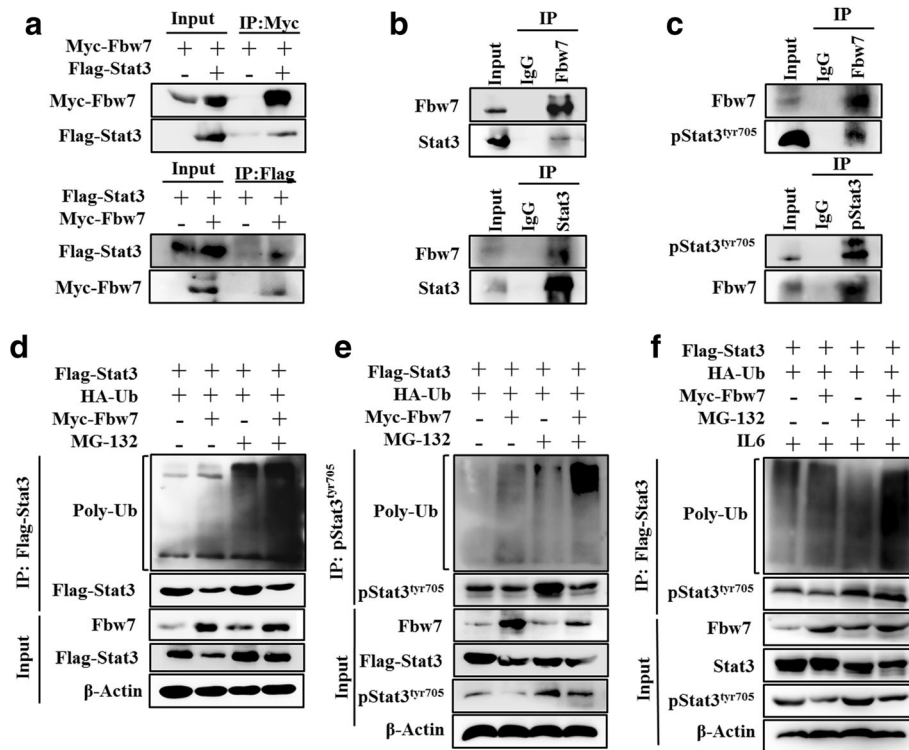 a
Input IP:Myc
Myc-Fbw7 + + + +
Flag-Stat3 - + - +
Myc-Fbw7
Flag-Stat3
Input IP:Flag
Flag-Stat3 + + + +
Myc-Fbw7 - + - +
Flag-Stat3
Myc-Fbw7
b
IP
Input IgG Fbw7
Fbw7
Stat3
IP
Input IgG Stat3
Fbw7
Stat3
c
IP
Input IgG Fbw7
Fbw7
pStat3tyr705
IP
Input IgG pStat3
pStat3tyr705
Fbw7
d
Flag-Stat3 + + + +
HA-Ub + + + +
Myc-Fbw7 - + - +
MG-132 - - + +
IP: Flag-Stat3
Poly-Ub
Flag-Stat3
Input
Fbw7
Flag-Stat3
β-Actin
e
Flag-Stat3 + + + +
HA-Ub + + + +
Myc-Fbw7 - + - +
MG-132 - - + +
IP: pStat3tyr705
Poly-Ub
pStat3tyr705
Input
Fbw7
Flag-Stat3
pStat3tyr705
β-Actin
f
Flag-Stat3 + + + +
HA-Ub + + + +
Myc-Fbw7 - + - +
MG-132 - - + +
IL6 + + + +
IP: Flag-Stat3
Poly-Ub
pStat3tyr705
Input
Fbw7
Stat3
pStat3tyr705
β-Actin